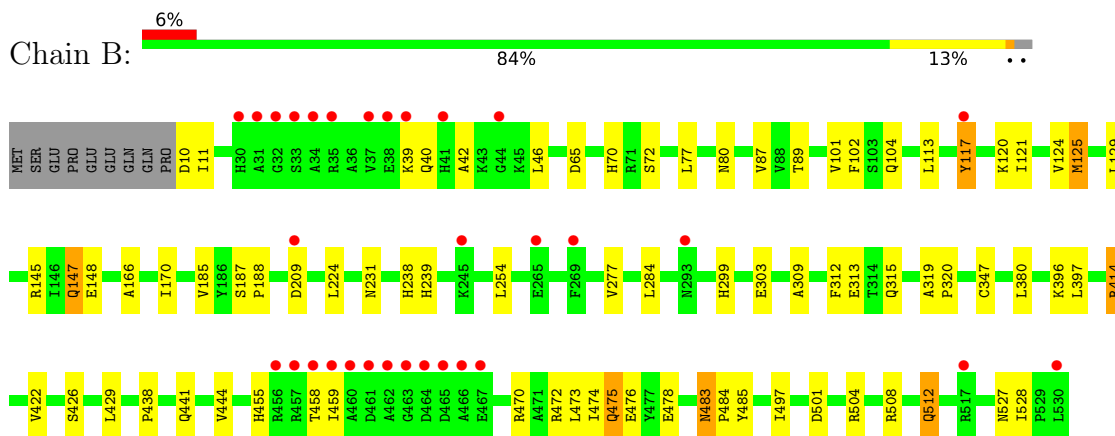 6%
Chain B:
84% 13% • •
MET SER GLU PRO GLU GLU GLN GLN PRO D10 I11 H30 A31 G32 S33 A34 R35 A36 V37 E38 K39 Q40 H41 A42 K43 G44 K45 L46 D65 H70 R71 S72 L77 N80 V87 V88 T89 V101 F102 S103 Q104 L113 Y117 K120 I121 V124 M125 L129
R145 I146 Q147 E148 A166 I170 V185 Y186 S187 P188 D209 L224 N231 H238 H239 K245 L254 E265 F269 V277 L284 N293 H299 E303 A309 F312 E313 T314 Q315 A319 P320 C347 L380 K396 L397
V422 S426 L429 P438 Q441 V444 H455 R456 R457 T458 I459 A460 D461 A462 G463 D464 D465 A466 E467 R470 A471 R472 L473 I474 Q475 E476 Y477 E478 N483 P484 Y485 I497 D501 R504 R508 Q512 R517 N527 I528 P529 L530